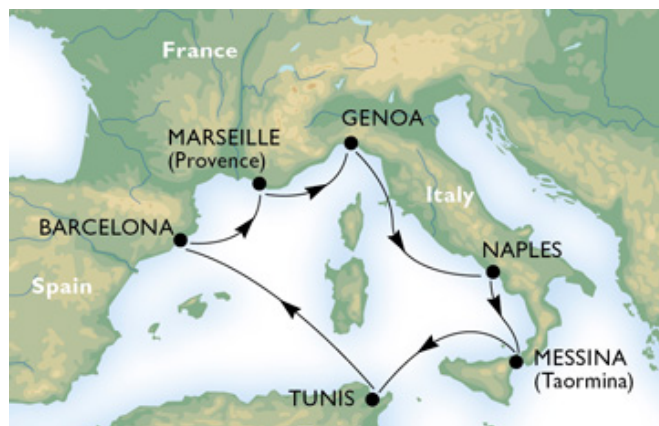 France
GENOA
MARSEILLE
(Provence)
Italy
BARCELONA
NAPLES
Spain
MESSINA
(Taormina)
TUNIS